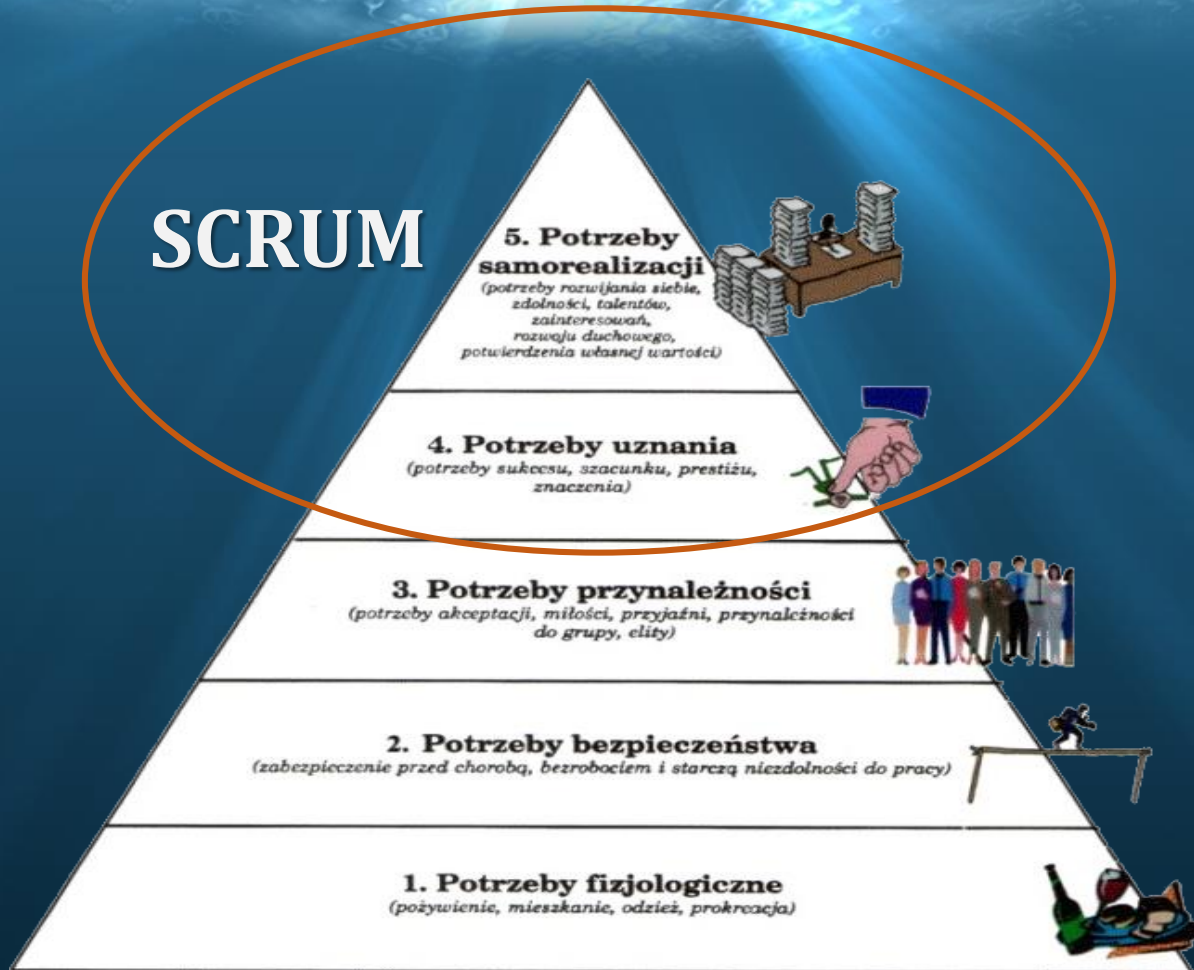 SCRUM
5. Potrzeby
samorealizacji
(potrzeby rozwijania siebie,
zdolności, talentów,
zainteresowań,
rozwoju duchowego,
potwierdzenia własnej wartości)
4. Potrzeby uznania
(potrzeby sukcesu, szacunku, prestiżu,
znaczenia)
3. Potrzeby przynależności
(potrzeby akceptacji, miłości, przyjaźni, przynależności
do grupy, elity)
2. Potrzeby bezpieczeństwa
(zabezpieczenie przed chorobą, bezrobociem i starczą niezdolności do pracy)
1. Potrzeby fizjologiczne
(pożywienie, mieszkanie, odzież, prokreacja)